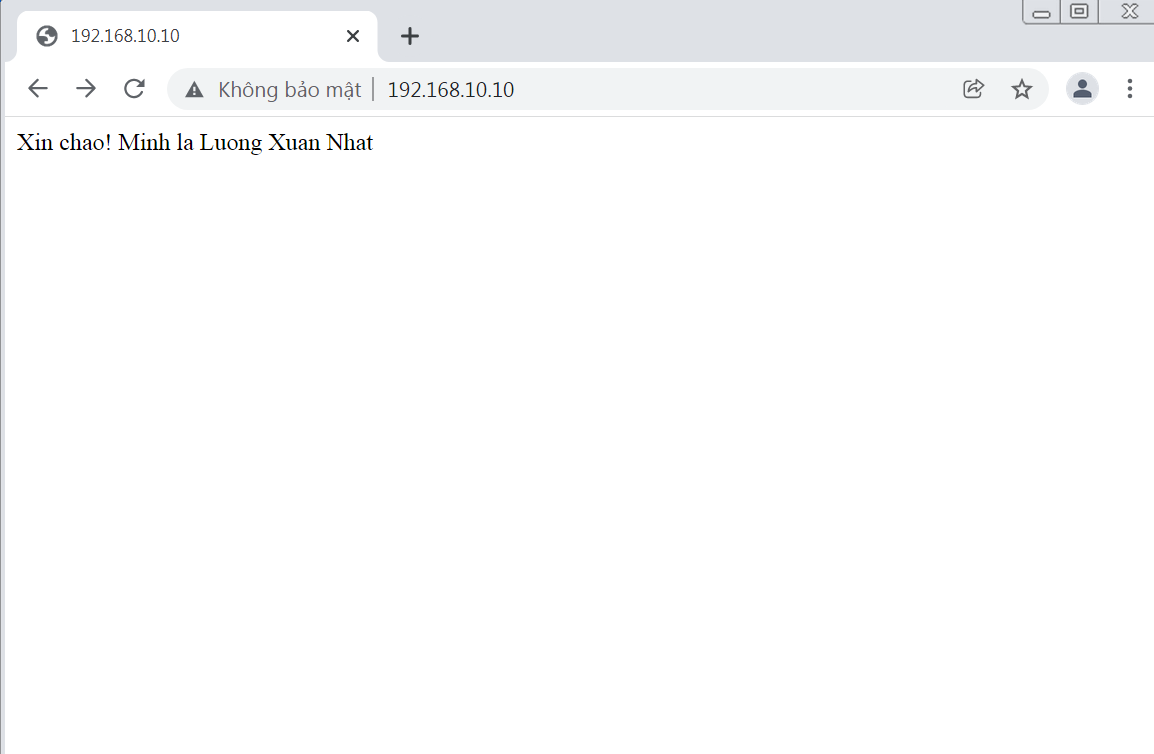 192.168.10.10
Không bảo mật 192.168.10.10
Xin chao! Minh la Luong Xuan Nhat